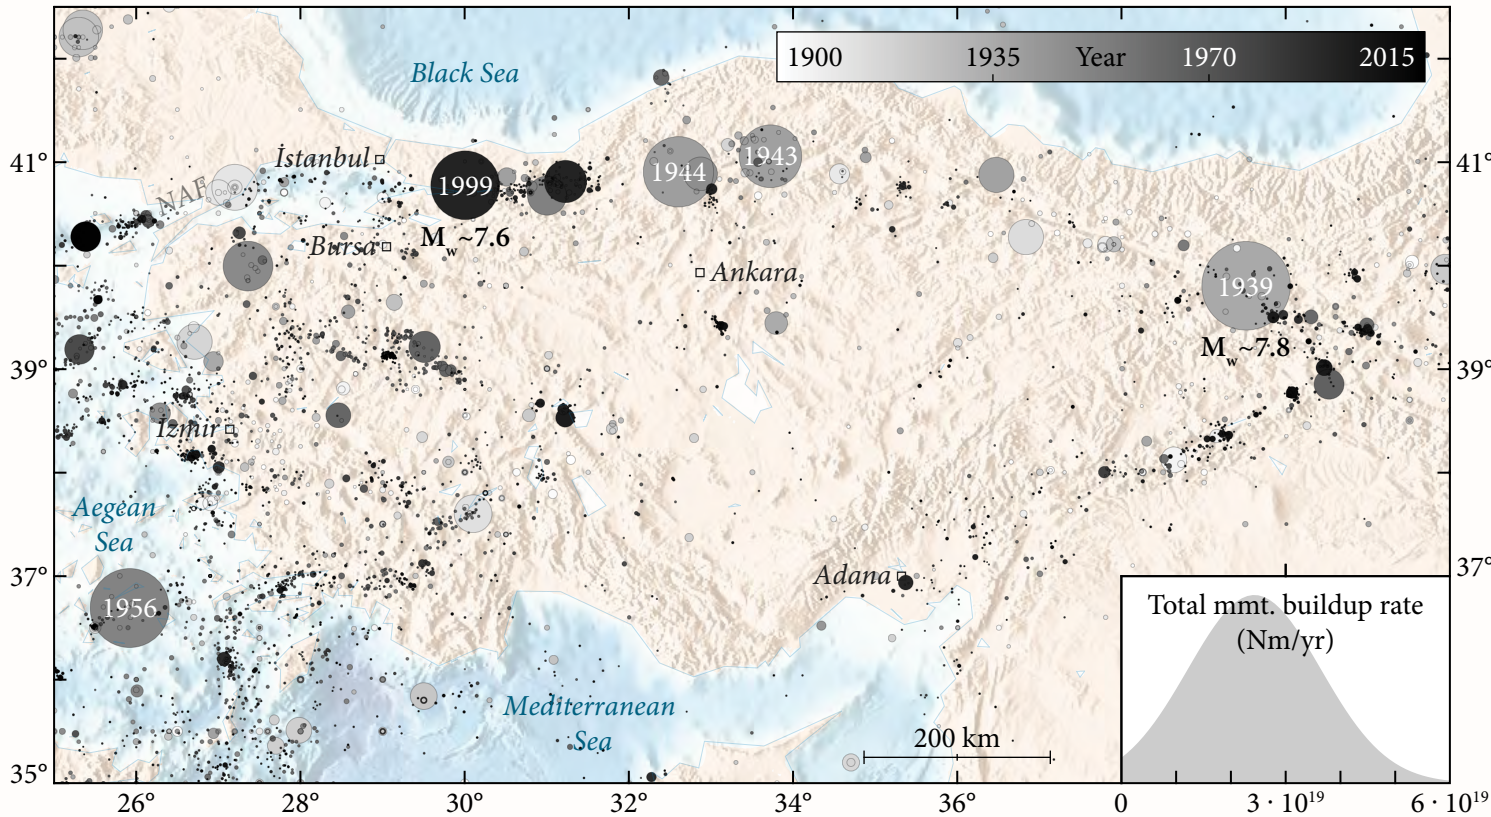 Black Sea
1900 1935 Year 1970 2015
41°
İstanbul
NAF
1999
1944
1943
41°
M_w~7.6
Bursa
Ankara
1939
M_w~7.8
39°
39°
İzmir
Aegean
Sea
37°
Adana
37°
1956
Mediterranean
Sea
200 km
Total mmt. buildup rate
(Nm/yr)
35°
26° 28° 30° 32° 34° 36° 0 3 · 10¹⁹ 6 · 10¹⁹